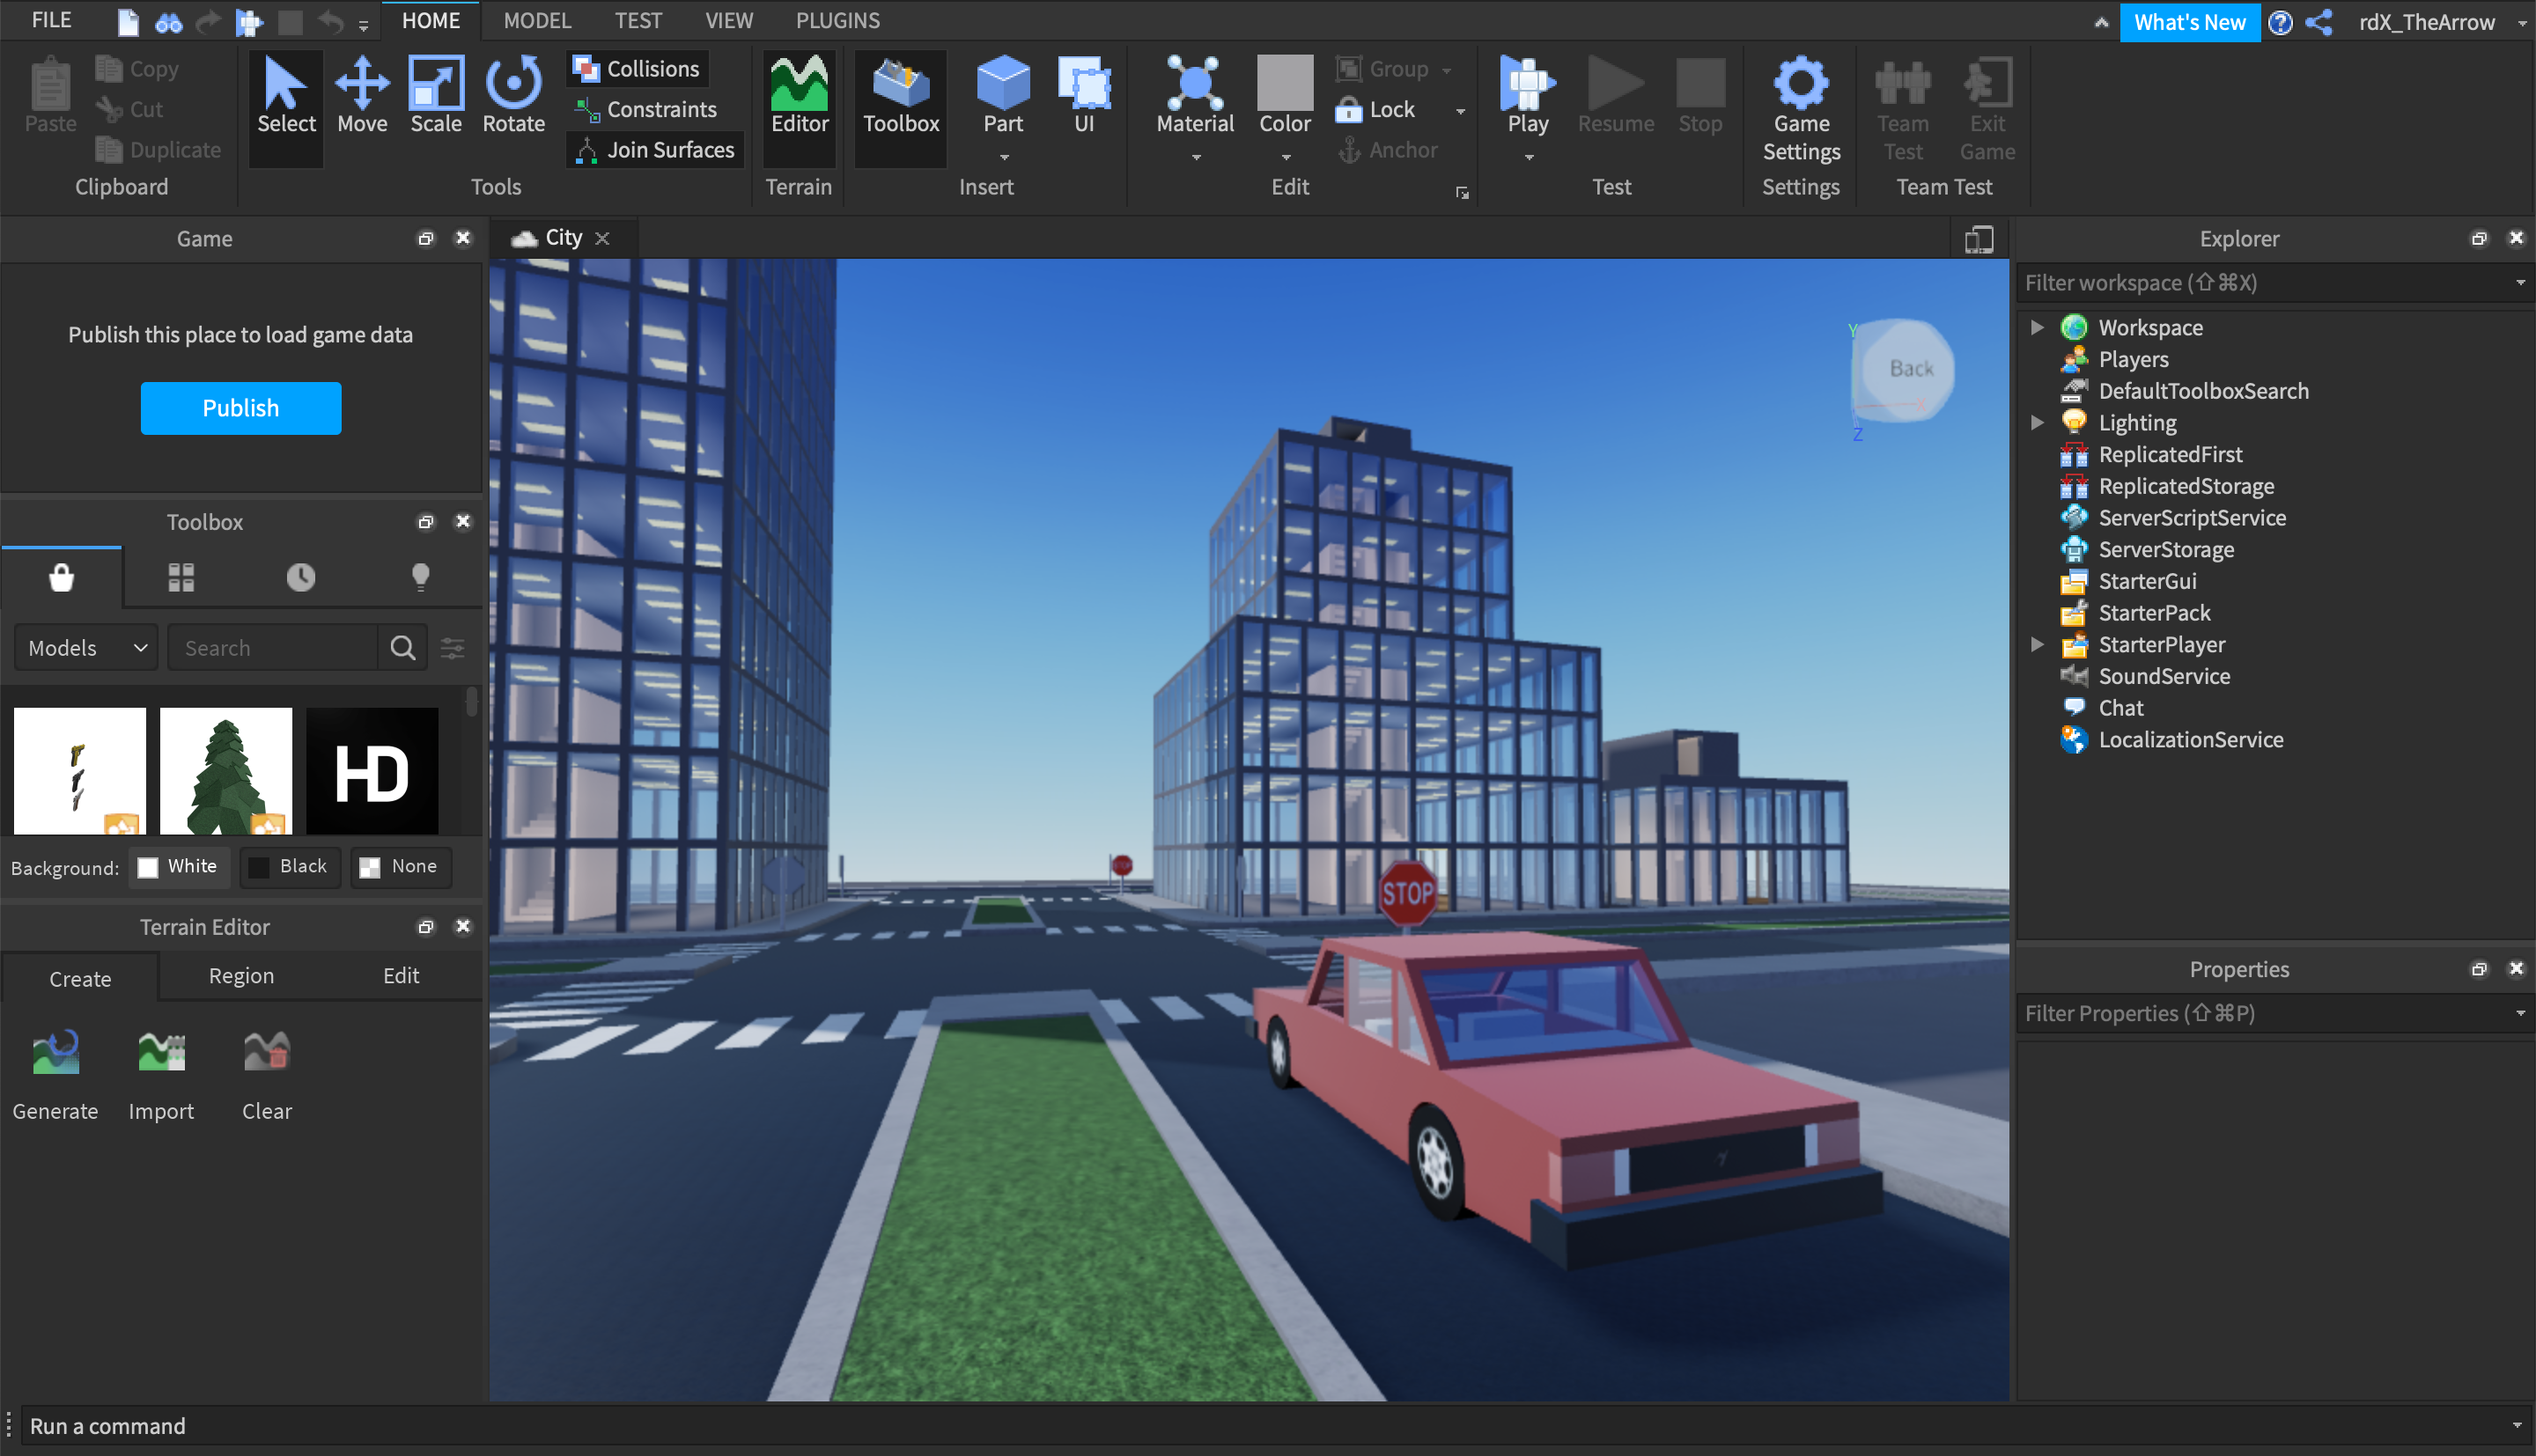 FILE
HOME
MODEL
TEST
VIEW
PLUGINS
What's New
?
rdX_TheArrow
Paste
Copy
Cut
Duplicate
Clipboard
Select
Move
Scale
Rotate
Collisions
Constraints
Join Surfaces
Tools
Editor
Terrain
Toolbox
Part
UI
Insert
Material
Color
Group
Lock
Anchor
Edit
Play
Resume
Stop
Test
Game Settings
Settings
Team Test
Exit Game
Team Test
Game
Publish this place to load game data
Publish
Toolbox
Models
Search
HD
Background:
White
Black
None
Terrain Editor
Create
Region
Edit
Generate
Import
Clear
City
Y
Back
X
Z
STOP
Explorer
Filter workspace (⇧⌘X)
Workspace
Players
DefaultToolboxSearch
Lighting
ReplicatedFirst
ReplicatedStorage
ServerScriptService
ServerStorage
StarterGui
StarterPack
StarterPlayer
SoundService
Chat
LocalizationService
Properties
Filter Properties (⇧⌘P)
Run a command